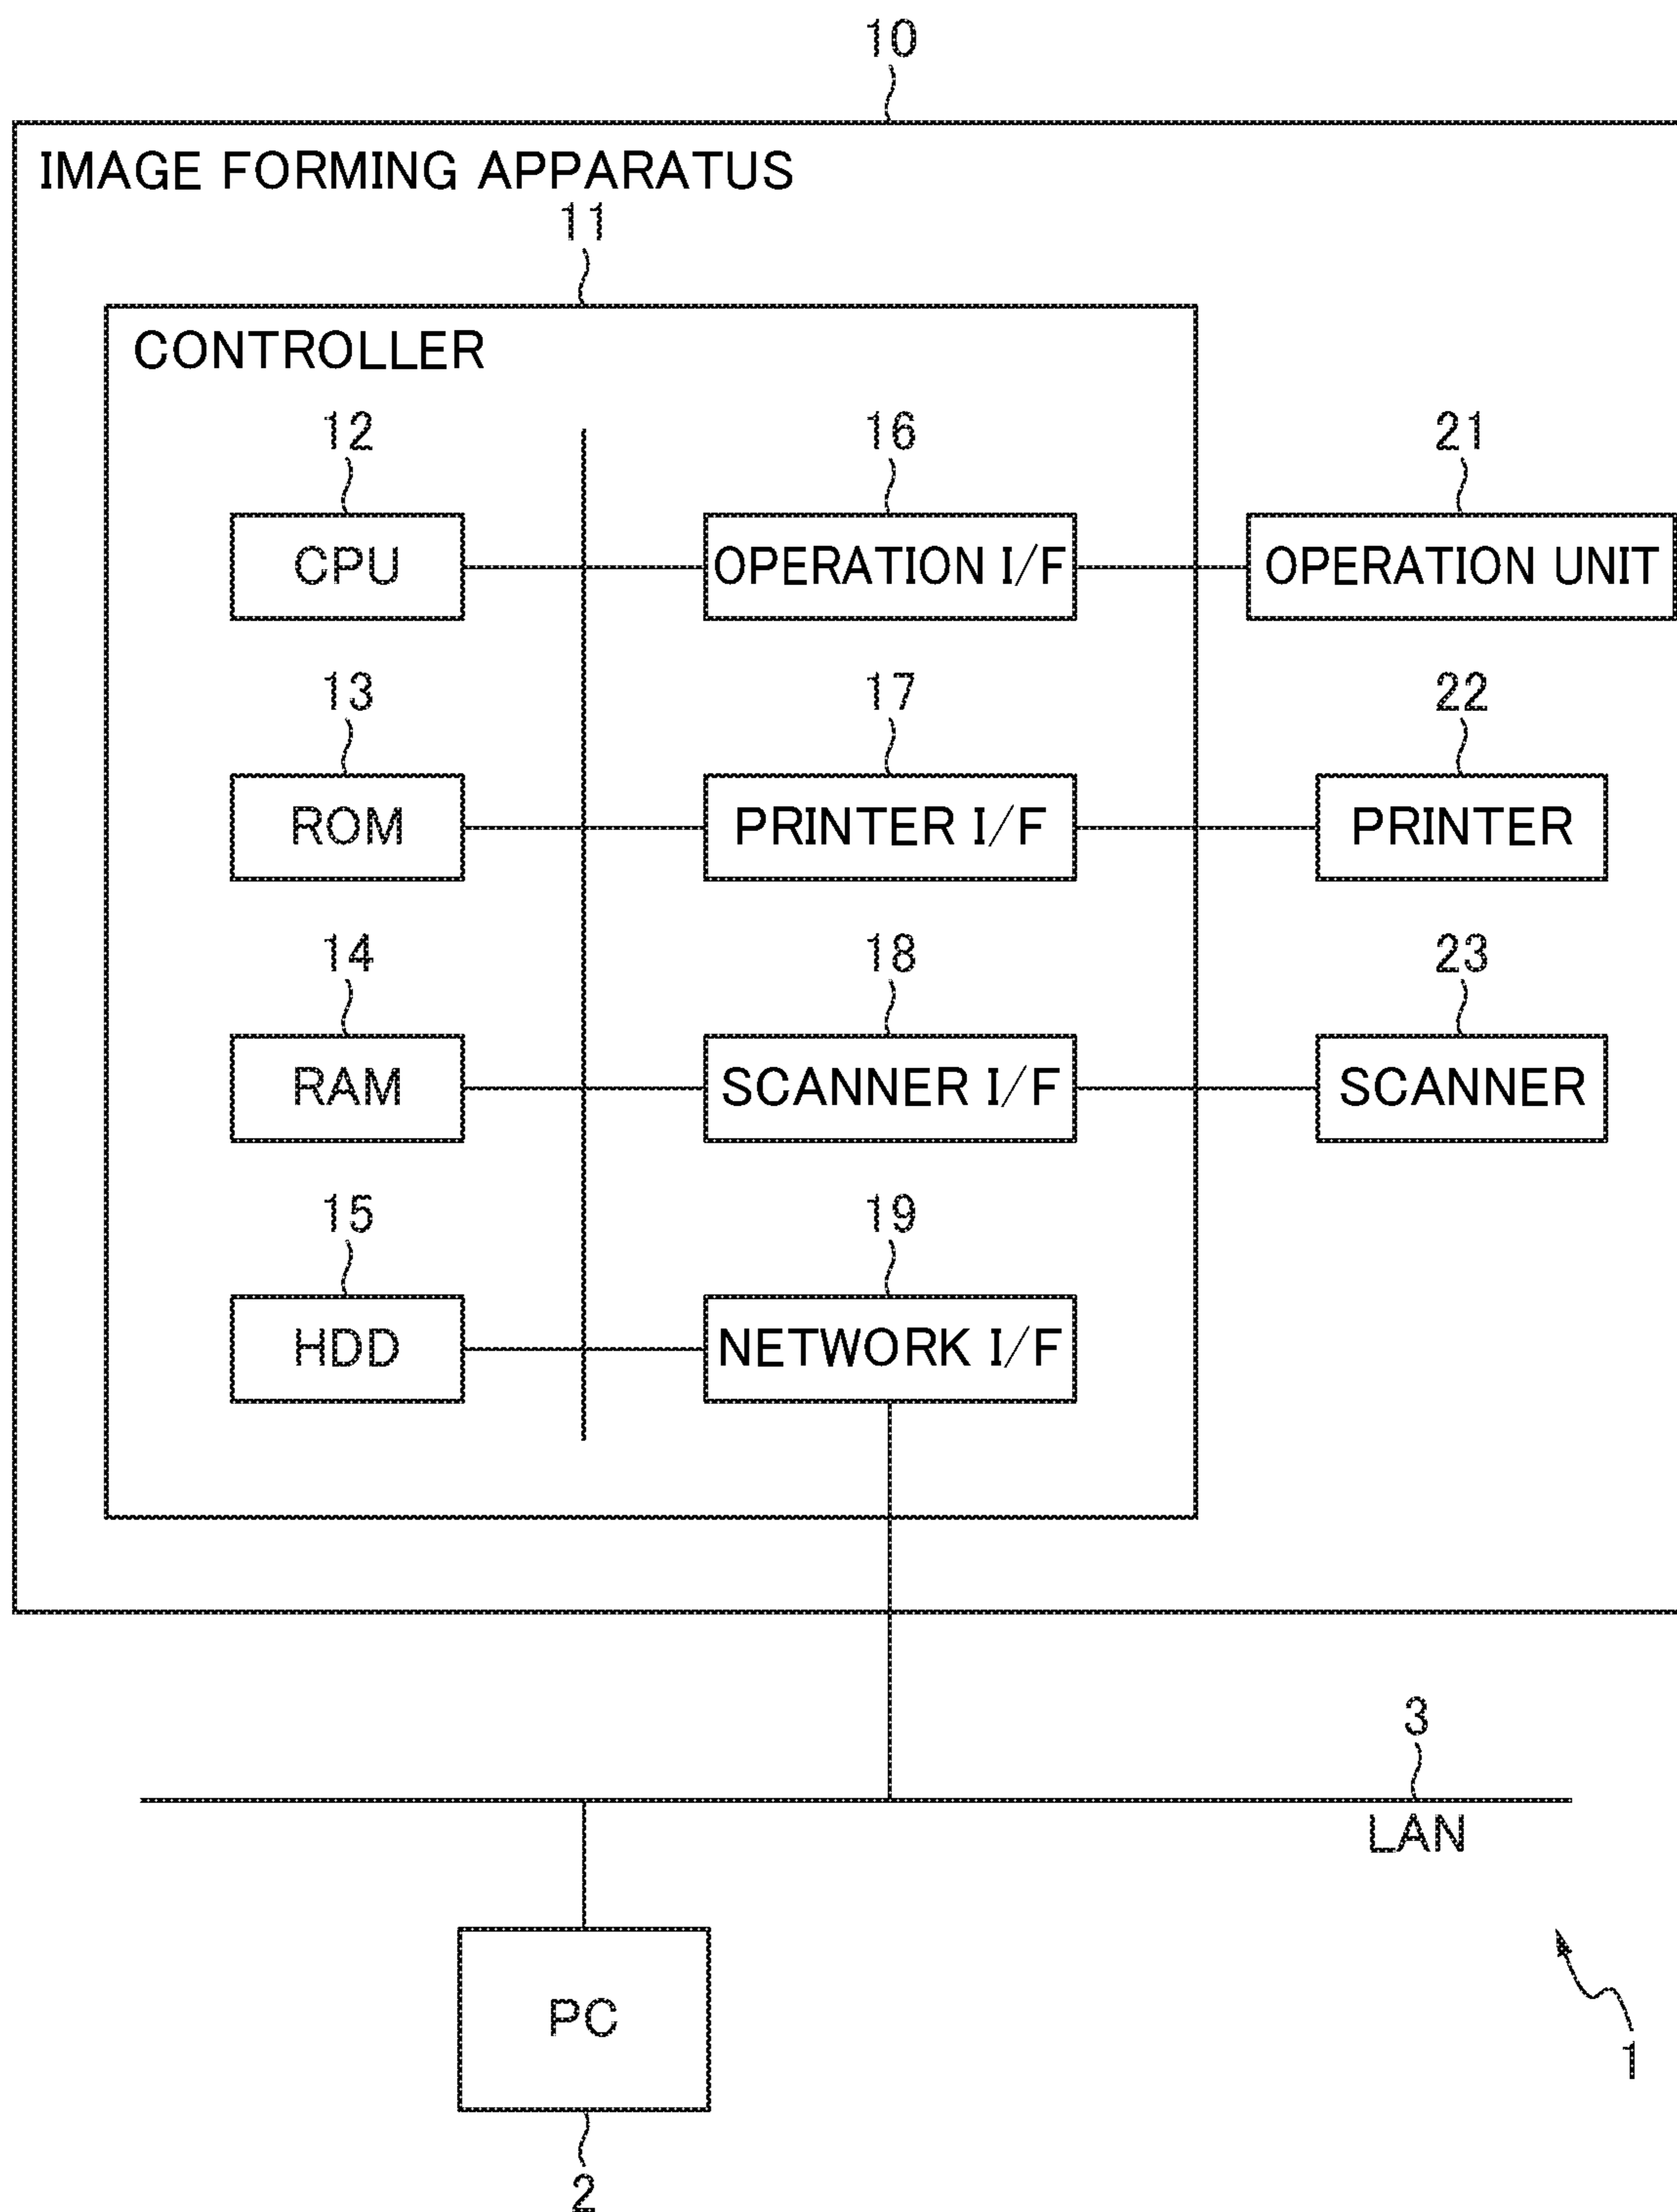 10
IMAGE FORMING APPARATUS
11
CONTROLLER
12 16 21
CPU OPERATION I/F OPERATION UNIT
13 17 22
ROM PRINTER I/F PRINTER
14 18 23
RAM SCANNER I/F SCANNER
15 19
HDD NETWORK I/F
3
LAN
PC
1
2